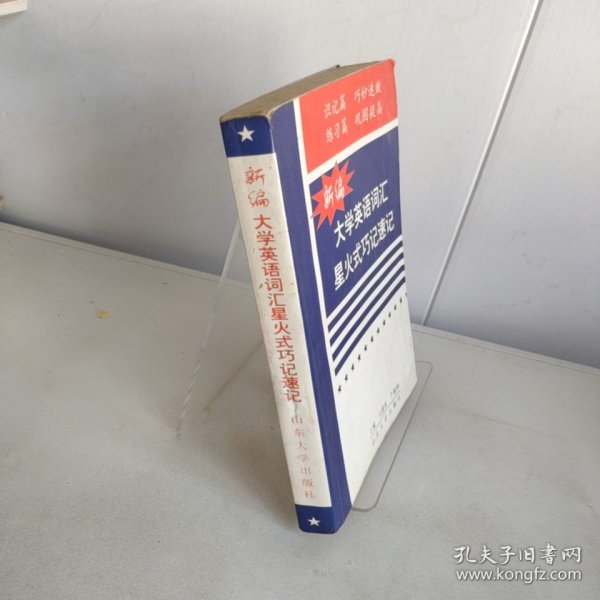 识记篇 巧妙速效
练习篇 巩固提高
新编
大学英语词汇
星火式巧记速记
新编 大学英语词汇星火式巧记速记
山东大学出版社
孔夫子旧书网
www.kongfz.com